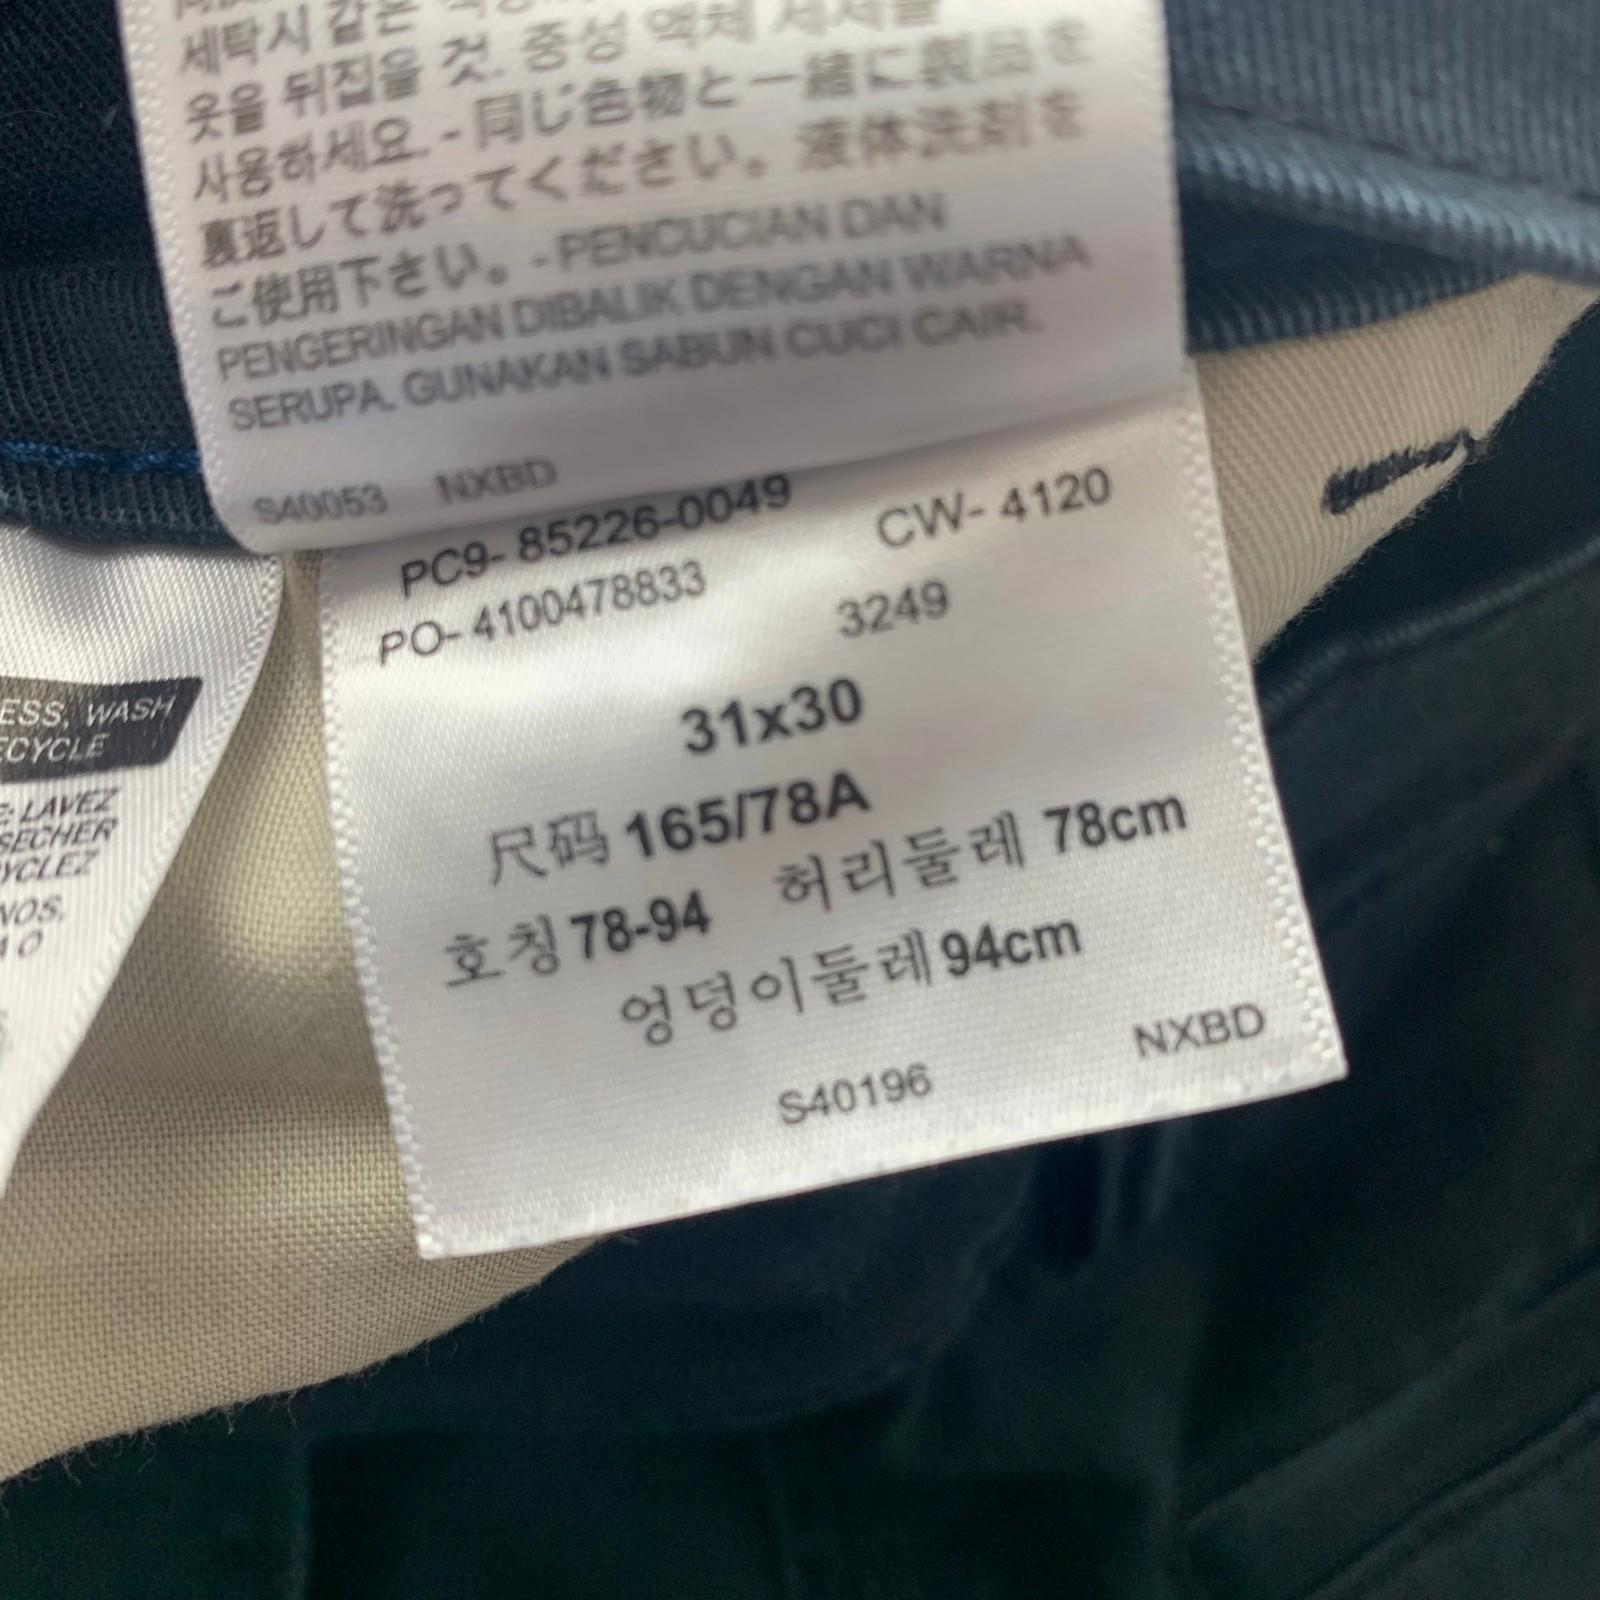 세탁시 같은
옷을 뒤집을 것. 중성 액체 세제를
사용하세요. - 同じ色物と一緒に製品を
裏返して洗ってください。液体洗剤を
ご使用下さい。- PENCUCIAN DAN
PENGERINGAN DIBALIK DENGAN WARNA
SERUPA. GUNAKAN SABUN CUCI CAIR.
S40053 NXBD
PC9- 85226-0049 CW- 4120
PO- 4100478833 3249
31x30
尺码 165/78A
호칭 78-94 허리둘레 78cm
엉덩이둘레 94cm
S40196 NXBD
ESS, WASH
ECYCLE
E: LAVEZ
SECHER
YCLEZ
NOS,
A O